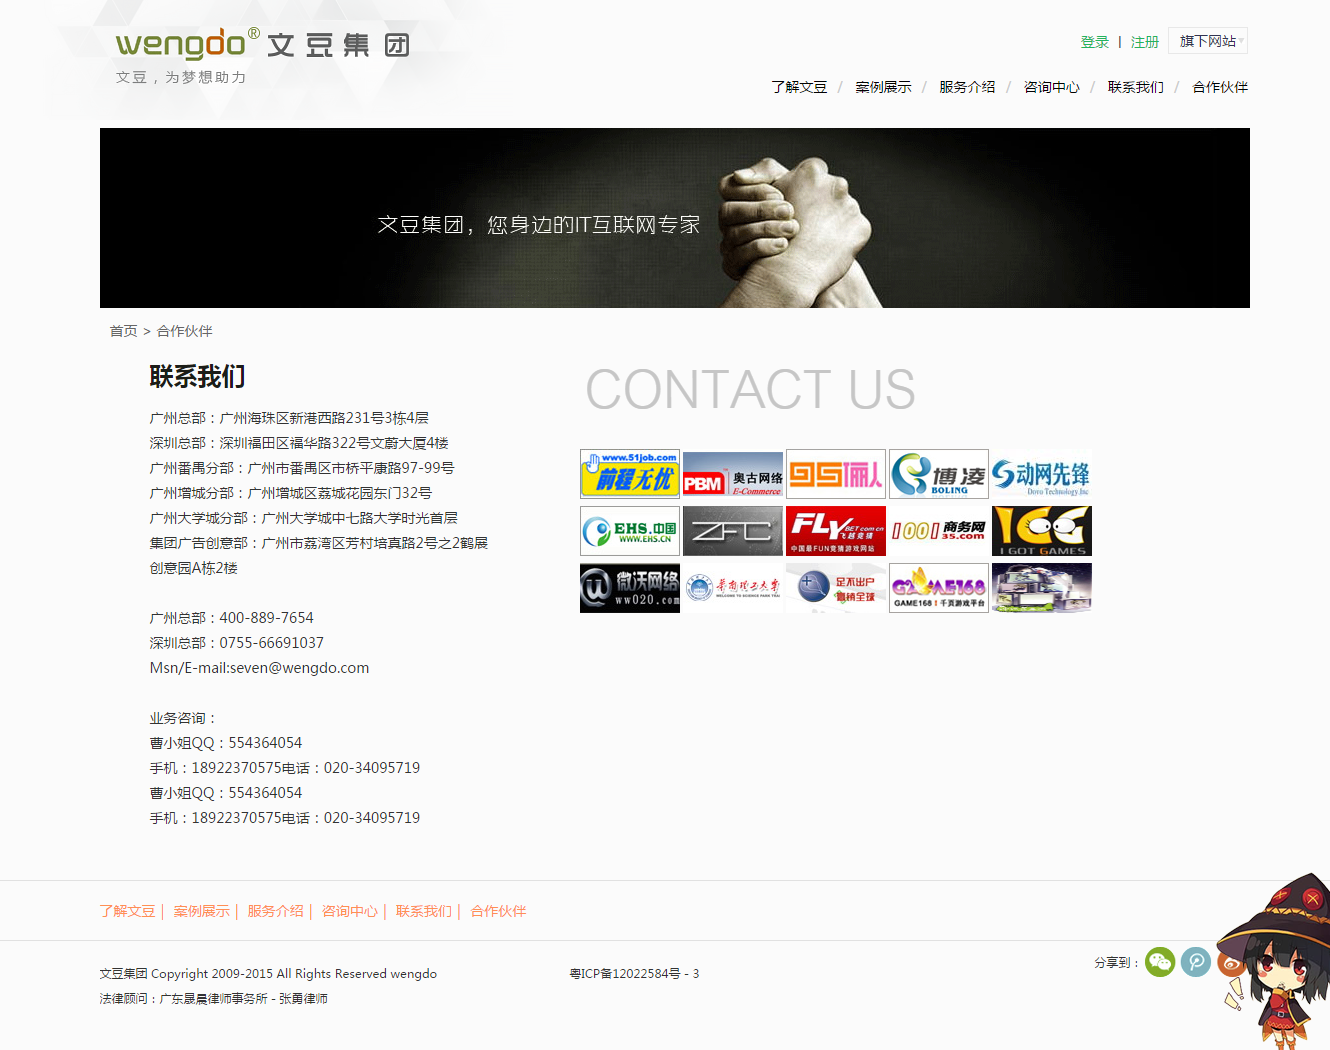 wengdo® 文豆集团
文豆，为梦想助力
登录 | 注册 旗下网站
了解文豆 / 案例展示 / 服务介绍 / 咨询中心 / 联系我们 / 合作伙伴
文豆集团，您身边的IT互联网专家
首页 > 合作伙伴
联系我们
广州总部：广州海珠区新港西路231号3栋4层
深圳总部：深圳福田区福华路322号文蔚大厦4楼
广州番禺分部：广州市番禺区市桥平康路97-99号
广州增城分部：广州增城区荔城花园东门32号
广州大学城分部：广州大学城中七路大学时光首层
集团广告创意部：广州市荔湾区芳村培真路2号之2鹤展
创意园A栋2楼
广州总部：400-889-7654
深圳总部：0755-66691037
Msn/E-mail:seven@wengdo.com
业务咨询：
曹小姐QQ：554364054
手机：18922370575电话：020-34095719
曹小姐QQ：554364054
手机：18922370575电话：020-34095719
CONTACT US
www.51job.com
前程无忧
PBM 奥古网络
E-Commerce
95俪人
博凌
BOLING
动网先锋
Dovo Technology.Inc
EHS.中国
WWW.EHS.CN
ZFC
FLYBET.com.cn
飞越竞猜
中国最FUN竞猜游戏网站
1001商务网
35.com
IGG
I GOT GAMES
微沃网络
ww020.com
华南理工大学
WELCOME TO SCIENCE PARK
足不出户
赢销全球
G2AME168
GAME168！千页游戏平台
了解文豆 | 案例展示 | 服务介绍 | 咨询中心 | 联系我们 | 合作伙伴
文豆集团 Copyright 2009-2015 All Rights Reserved wengdo
粤ICP备12022584号 - 3
分享到：
法律顾问：广东晟晨律师事务所 - 张勇律师